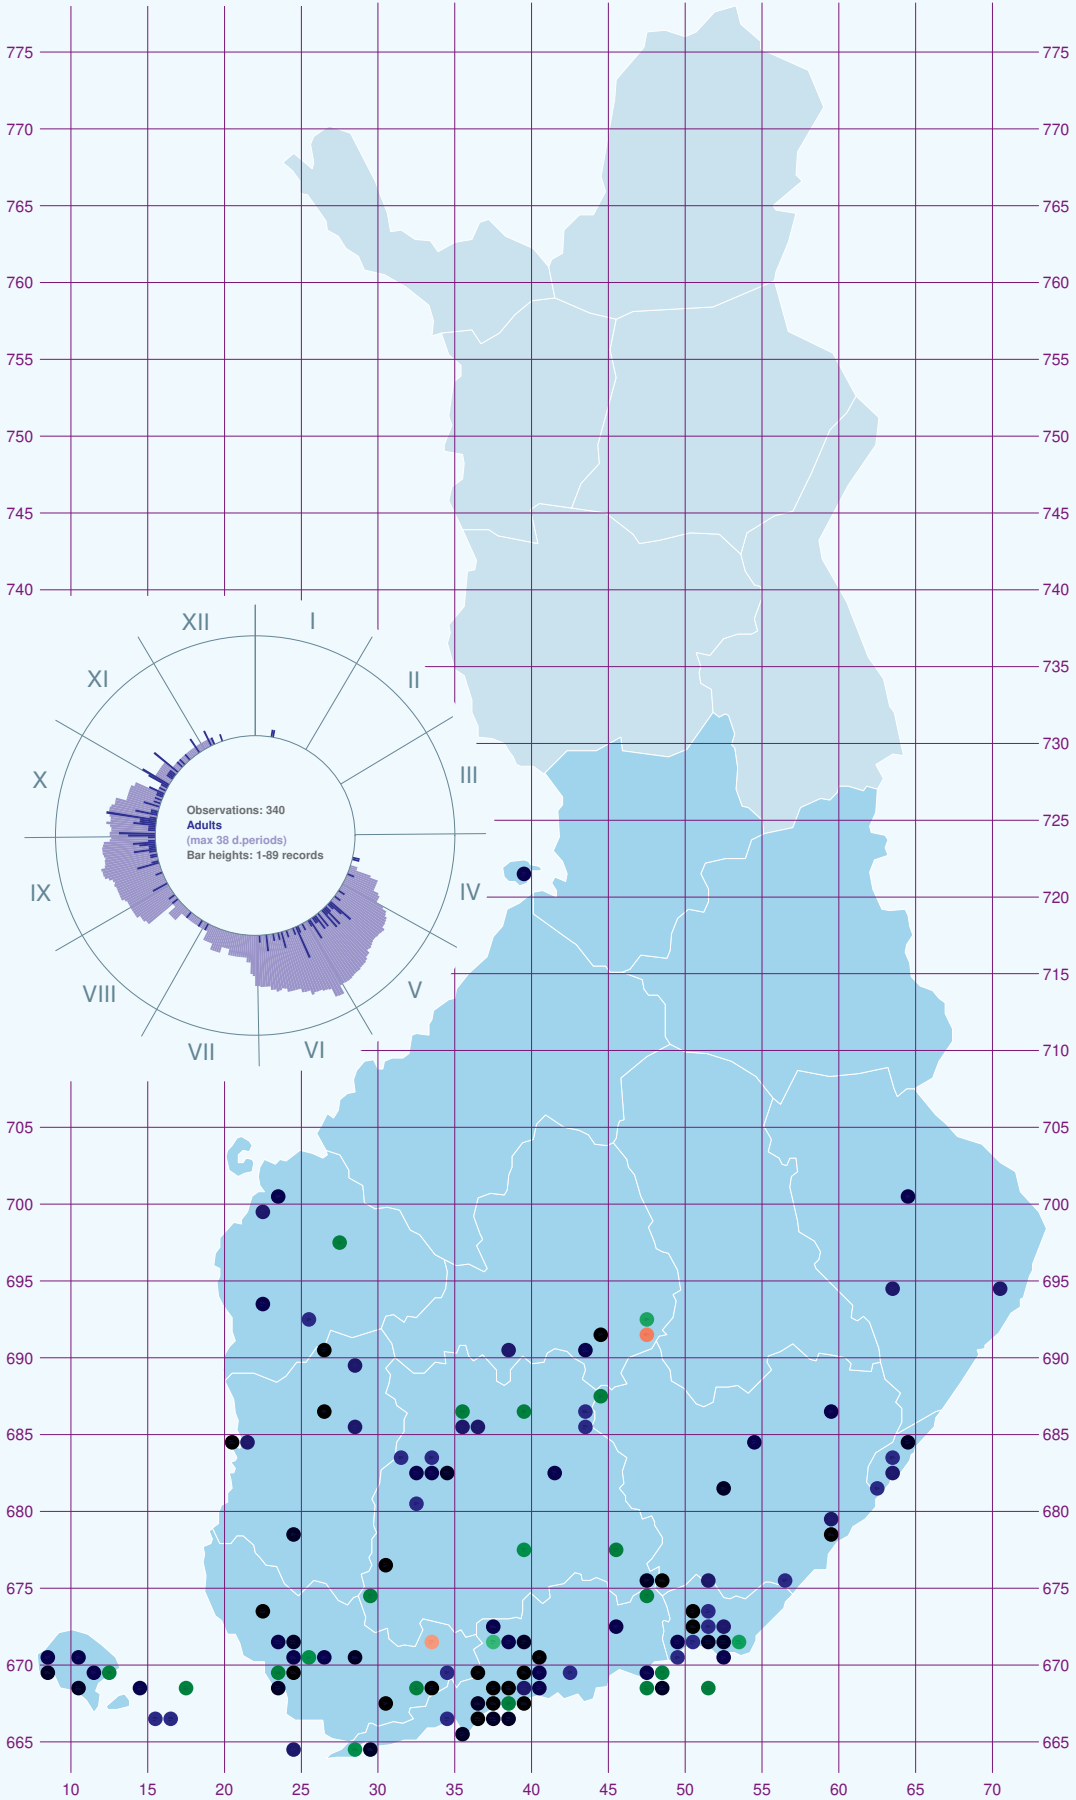 775 775
770 770
765 765
760 760
755 755
750 750
745 745
740 740
XII I
735 735
XI II
730 730
X III
725 725
Observations: 340
Adults
(max 38 d.periods)
Bar heights: 1-89 records
IX IV
720 720
715 715
VIII V
VII VI
710 710
705 705
700 700
695 695
690 690
685 685
680 680
675 675
670 670
665 665
10 15 20 25 30 35 40 45 50 55 60 65 70